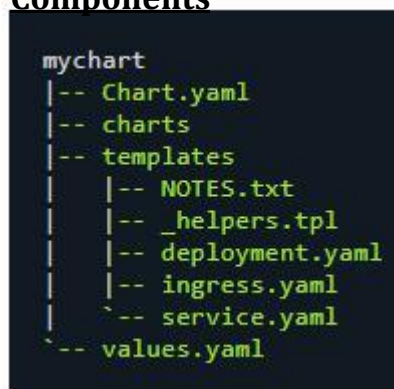 Components
mychart
|-- Chart.yaml
|-- charts
|-- templates
|   |-- NOTES.txt
|   |-- _helpers.tpl
|   |-- deployment.yaml
|   |-- ingress.yaml
|   `-- service.yaml
`-- values.yaml